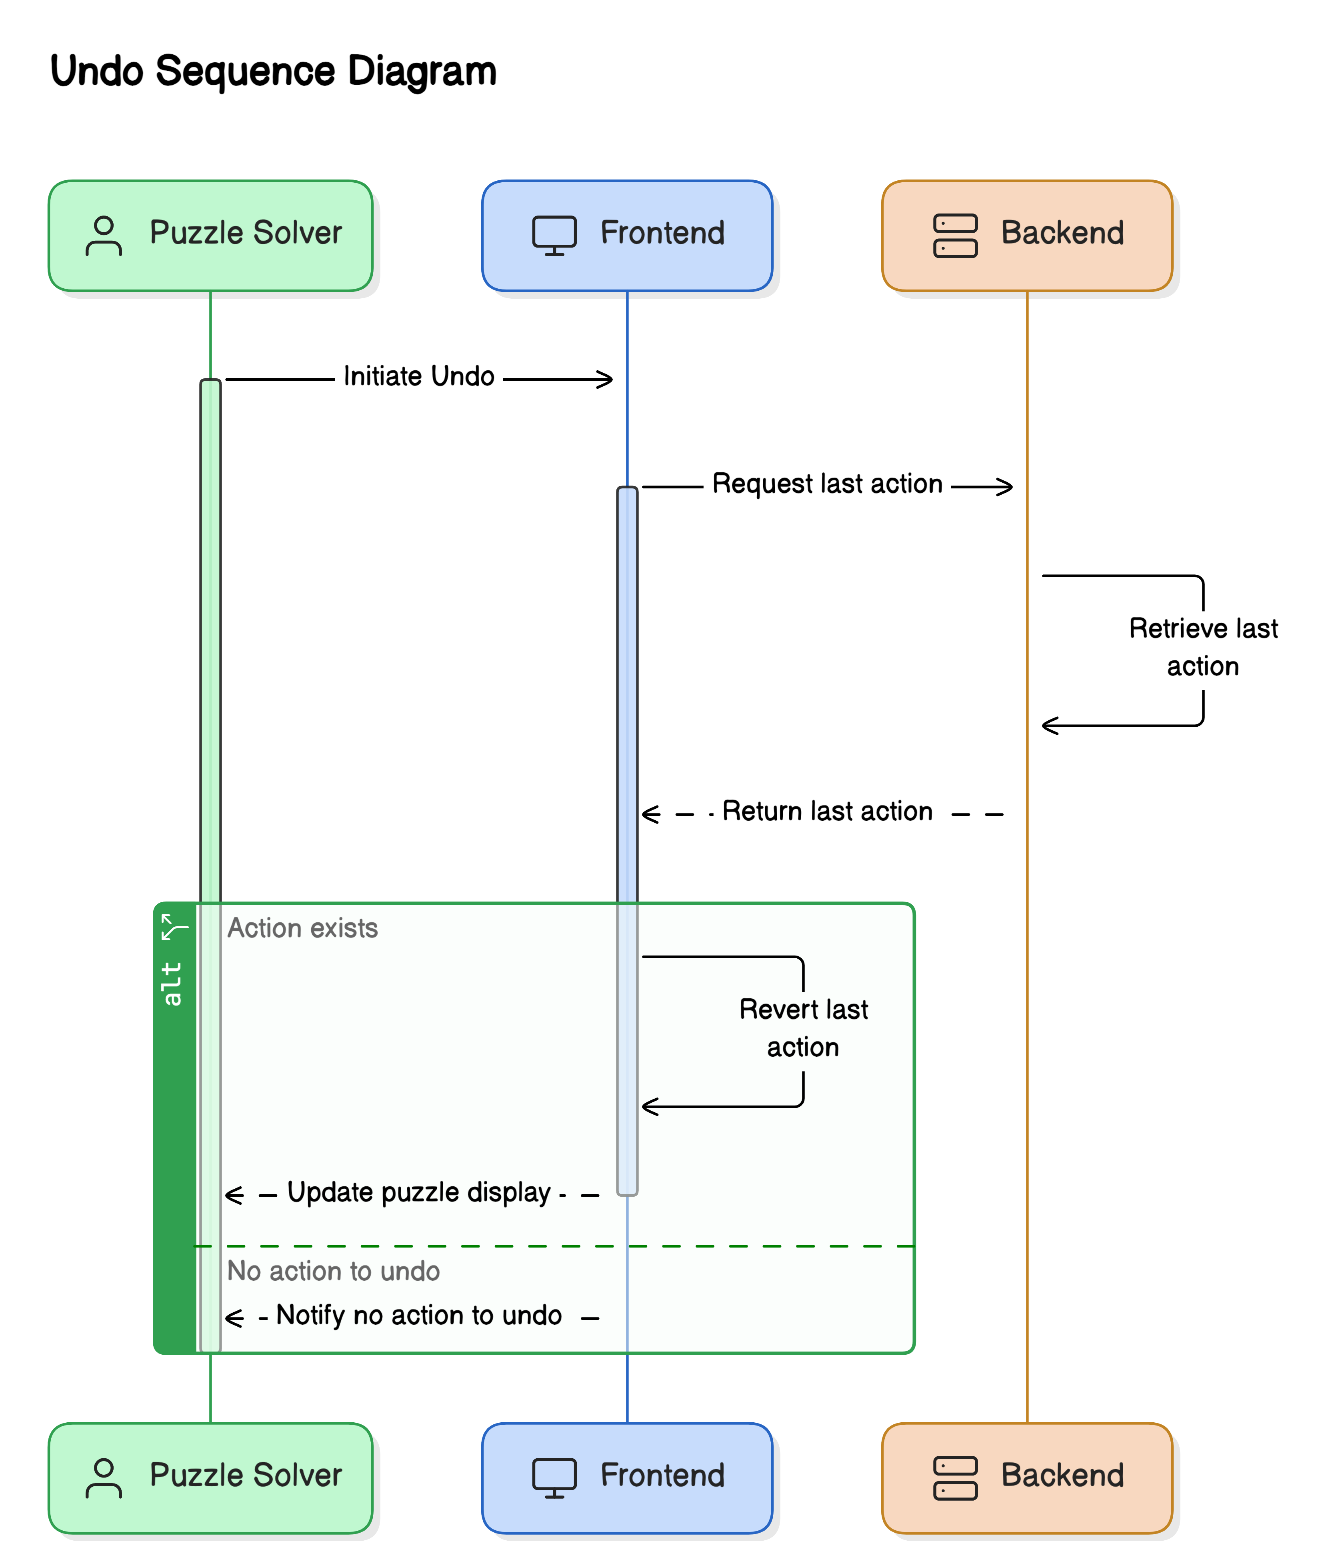 Undo Sequence Diagram
Puzzle Solver
Frontend
Backend
Initiate Undo
Request last action
Retrieve last
action
Return last action
alt
Action exists
Revert last
action
Update puzzle display
No action to undo
Notify no action to undo
Puzzle Solver
Frontend
Backend